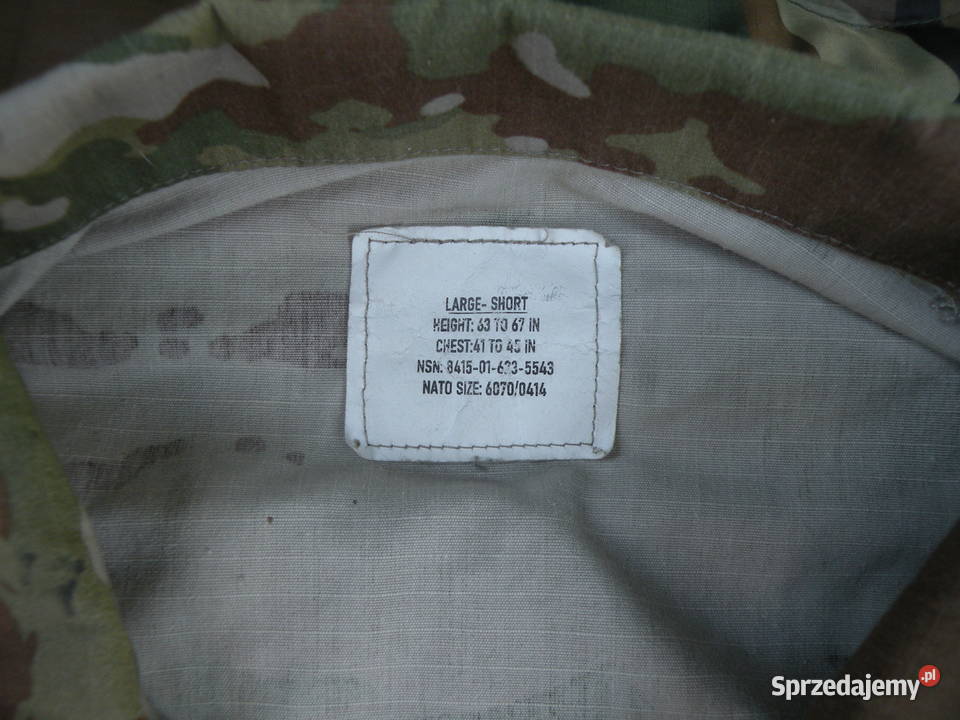 LARGE- SHORT
HEIGHT: 63 TO 67 IN
CHEST:41 TO 45 IN
NSN: 8415-01-623-5543
NATO SIZE: 6070/0414
Sprzedajemy.pl